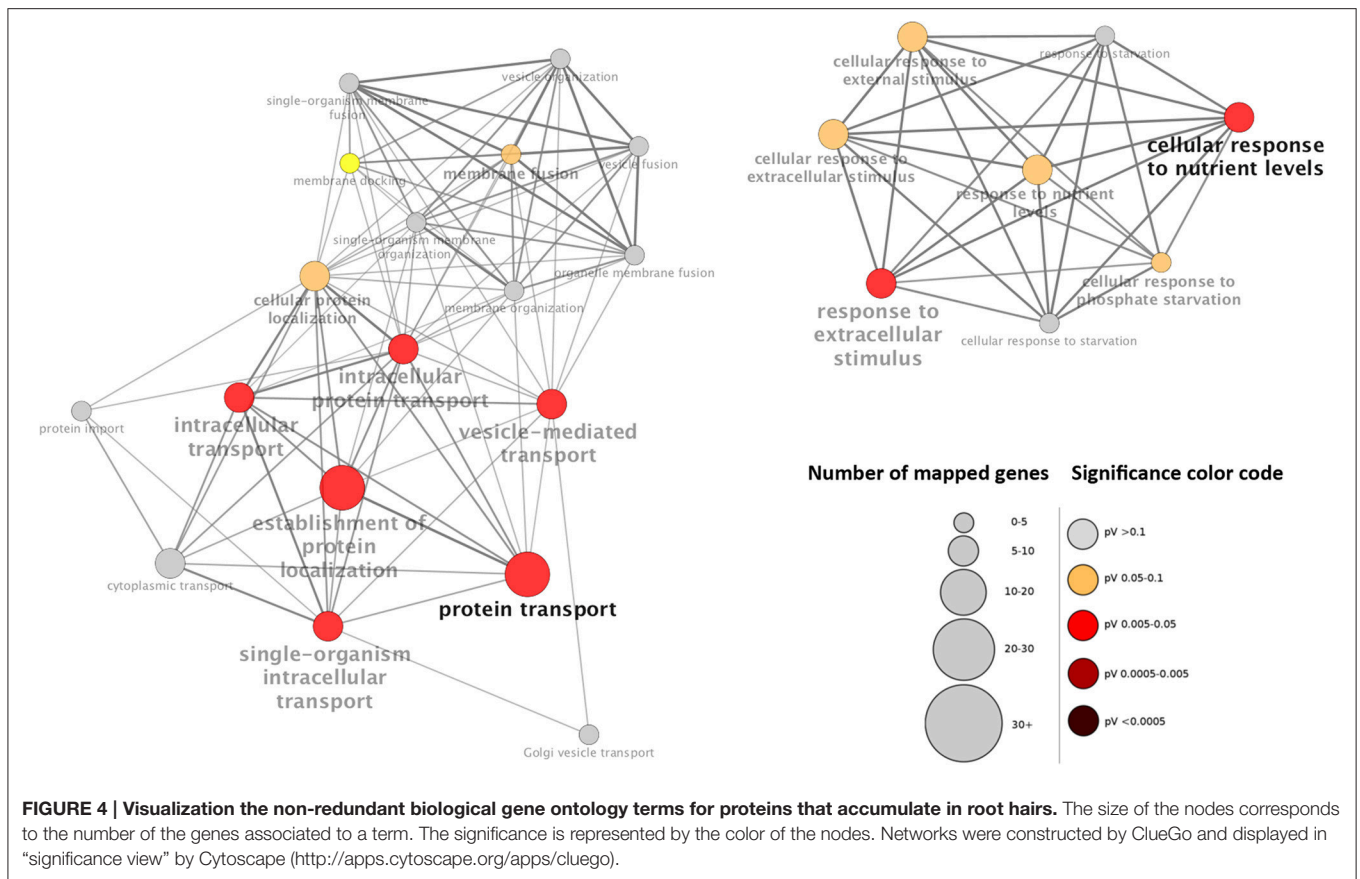 vesicle organization
single-organism membrane
fusion
membrane docking
membrane fusion
vesicle fusion
single-organism membrane
organization
organelle membrane fusion
cellular protein
localization
membrane organization
intracellular
protein transport
protein import
intracellular
transport
vesicle-mediated
transport
establishment of
protein
localization
cytoplasmic transport
protein transport
single-organism
intracellular
transport
Golgi vesicle transport
cellular response to
external stimulus
response to starvation
cellular response to
extracellular stimulus
cellular response
to nutrient levels
response to nutrient
levels
cellular response to
phosphate starvation
response to
extracellular
stimulus
cellular response to starvation
Number of mapped genes
0-5
5-10
10-20
20-30
30+
Significance color code
pV >0.1
pV 0.05-0.1
pV 0.005-0.05
pV 0.0005-0.005
pV <0.0005
FIGURE 4 | Visualization the non-redundant biological gene ontology terms for proteins that accumulate in root hairs. The size of the nodes corresponds
to the number of the genes associated to a term. The significance is represented by the color of the nodes. Networks were constructed by ClueGo and displayed in
“significance view” by Cytoscape (http://apps.cytoscape.org/apps/cluego).